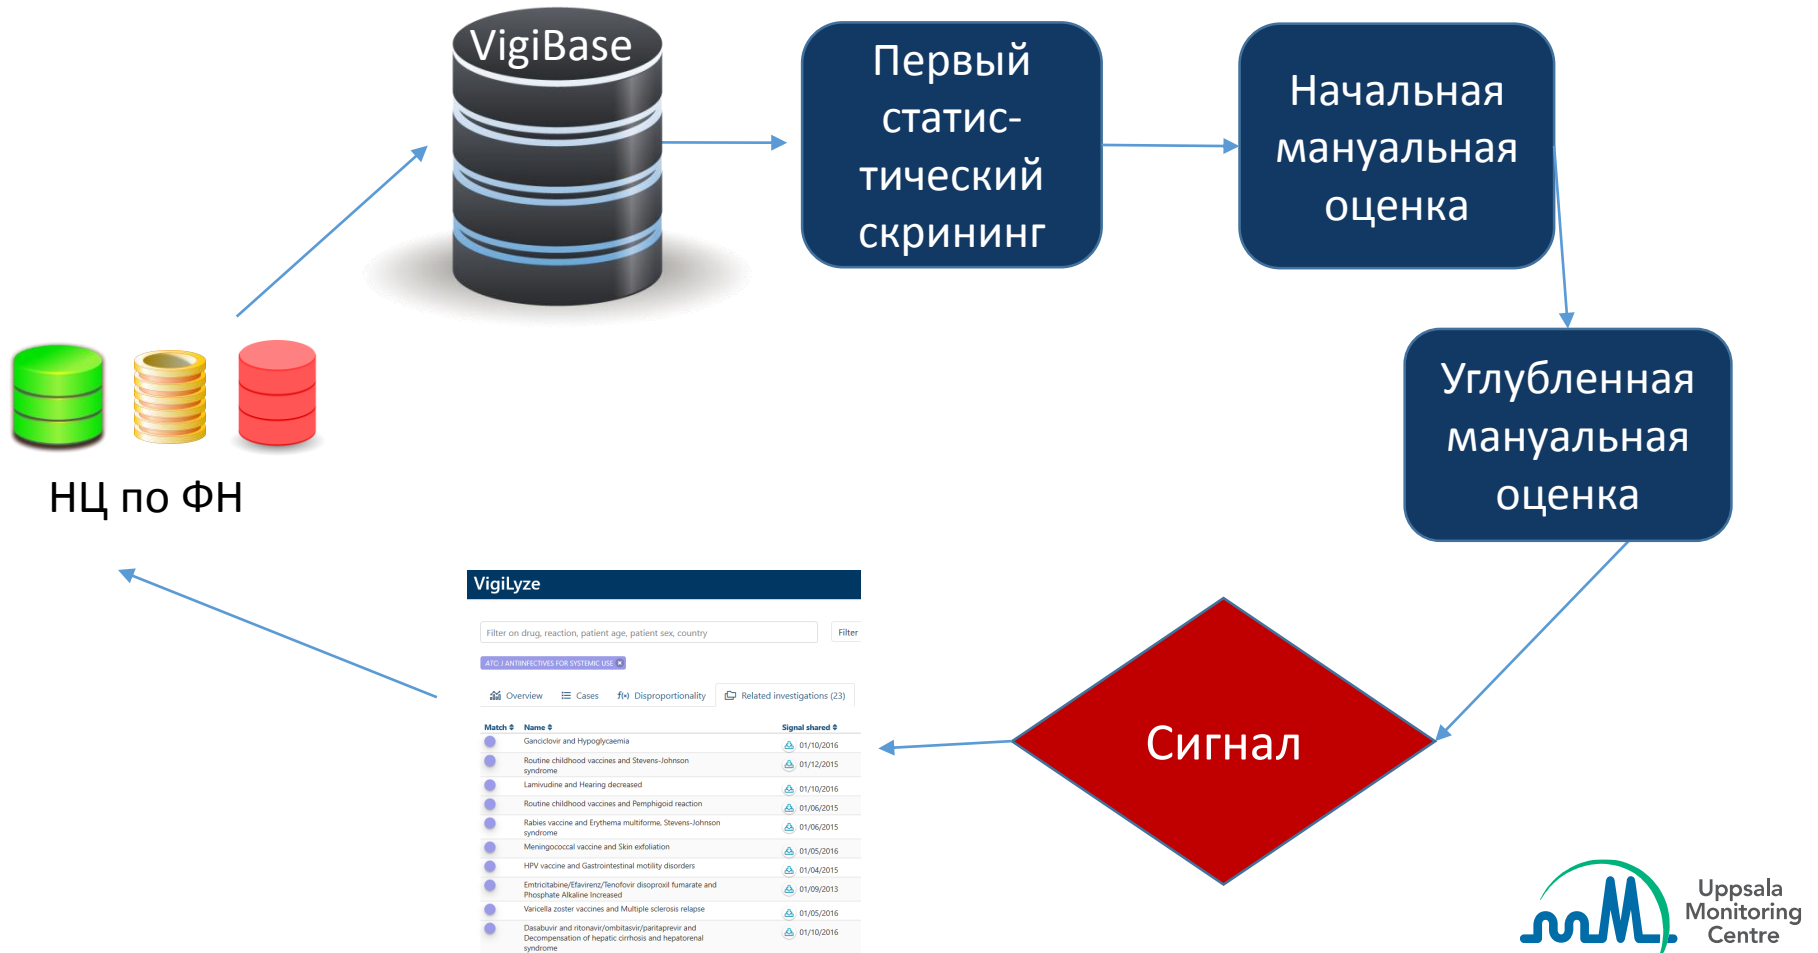 VigiBase
Первый
статис-
тический
скрининг
Начальная
мануальная
оценка
Углубленная
мануальная
оценка
НЦ по ФН
Сигнал
VigiLyze
Filter on drug, reaction, patient age, patient sex, country
Filter
ATC: J ANTIINFECTIVES FOR SYSTEMIC USE
Overview Cases f(x) Disproportionality Related investigations (23)
Match Name Signal shared
Ganciclovir and Hypoglycaemia 01/10/2016
Routine childhood vaccines and Stevens-Johnson
syndrome 01/12/2015
Lamivudine and Hearing decreased 01/10/2016
Routine childhood vaccines and Pemphigoid reaction 01/06/2015
Rabies vaccine and Erythema multiforme, Stevens-Johnson
syndrome 01/06/2015
Meningococcal vaccine and Skin exfoliation 01/05/2016
HPV vaccine and Gastrointestinal motility disorders 01/04/2015
Emtricitabine/Efavirenz/Tenofovir disoproxil fumarate and
Phosphate Alkaline Increased 01/09/2013
Varicella zoster vaccines and Multiple sclerosis relapse 01/05/2016
Dasabuvir and ritonavir/ombitasvir/paritaprevir and
Decompensation of hepatic cirrhosis and hepatorenal
syndrome 01/10/2016
Uppsala
Monitoring
Centre